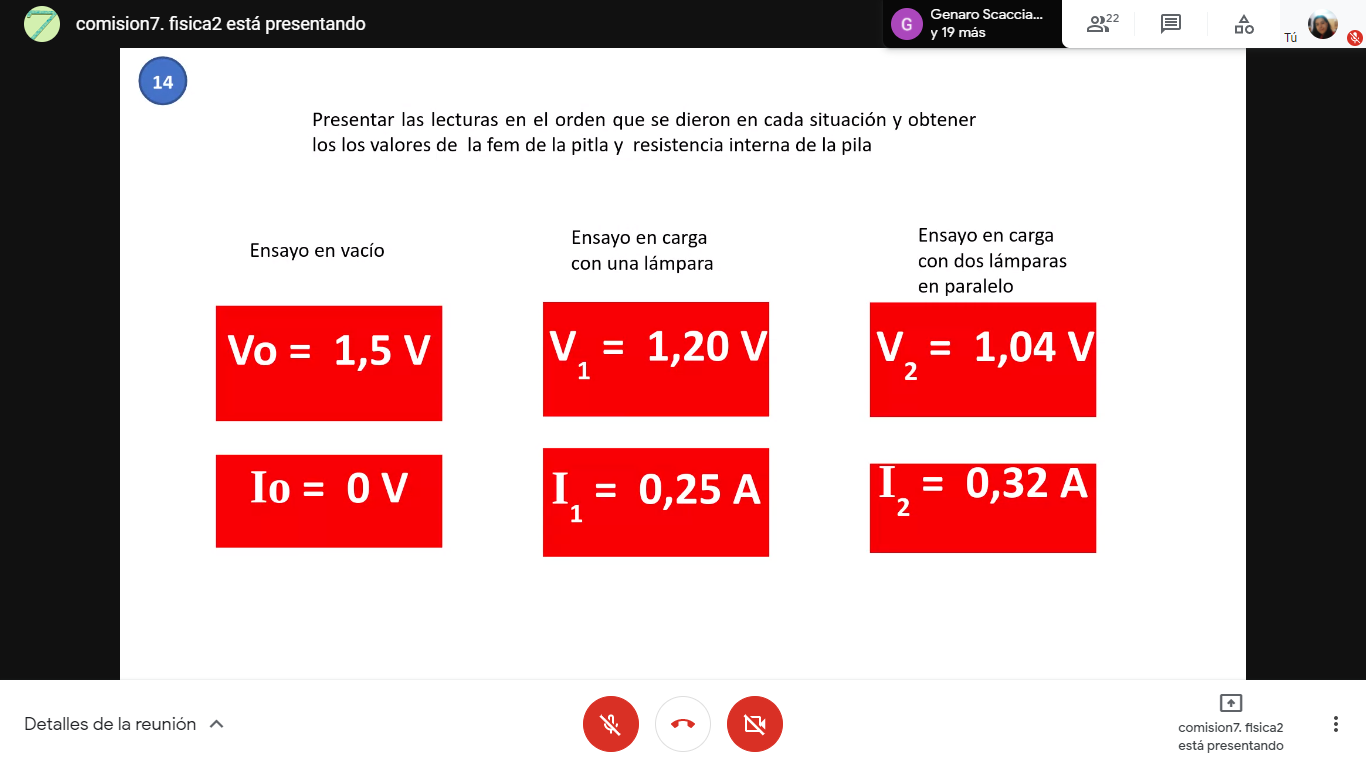 comision7. fisica2 está presentando
G
Genaro Scaccia...
y 19 más
22
Tú
14
Presentar las lecturas en el orden que se dieron en cada situación y obtener
los los valores de la fem de la pitla y resistencia interna de la pila
Ensayo en vacío
Ensayo en carga
con una lámpara
Ensayo en carga
con dos lámparas
en paralelo
Vo = 1,5 V
V1 = 1,20 V
V2 = 1,04 V
Io = 0 V
I1 = 0,25 A
I2 = 0,32 A
Detalles de la reunión
comision7. fisica2
está presentando